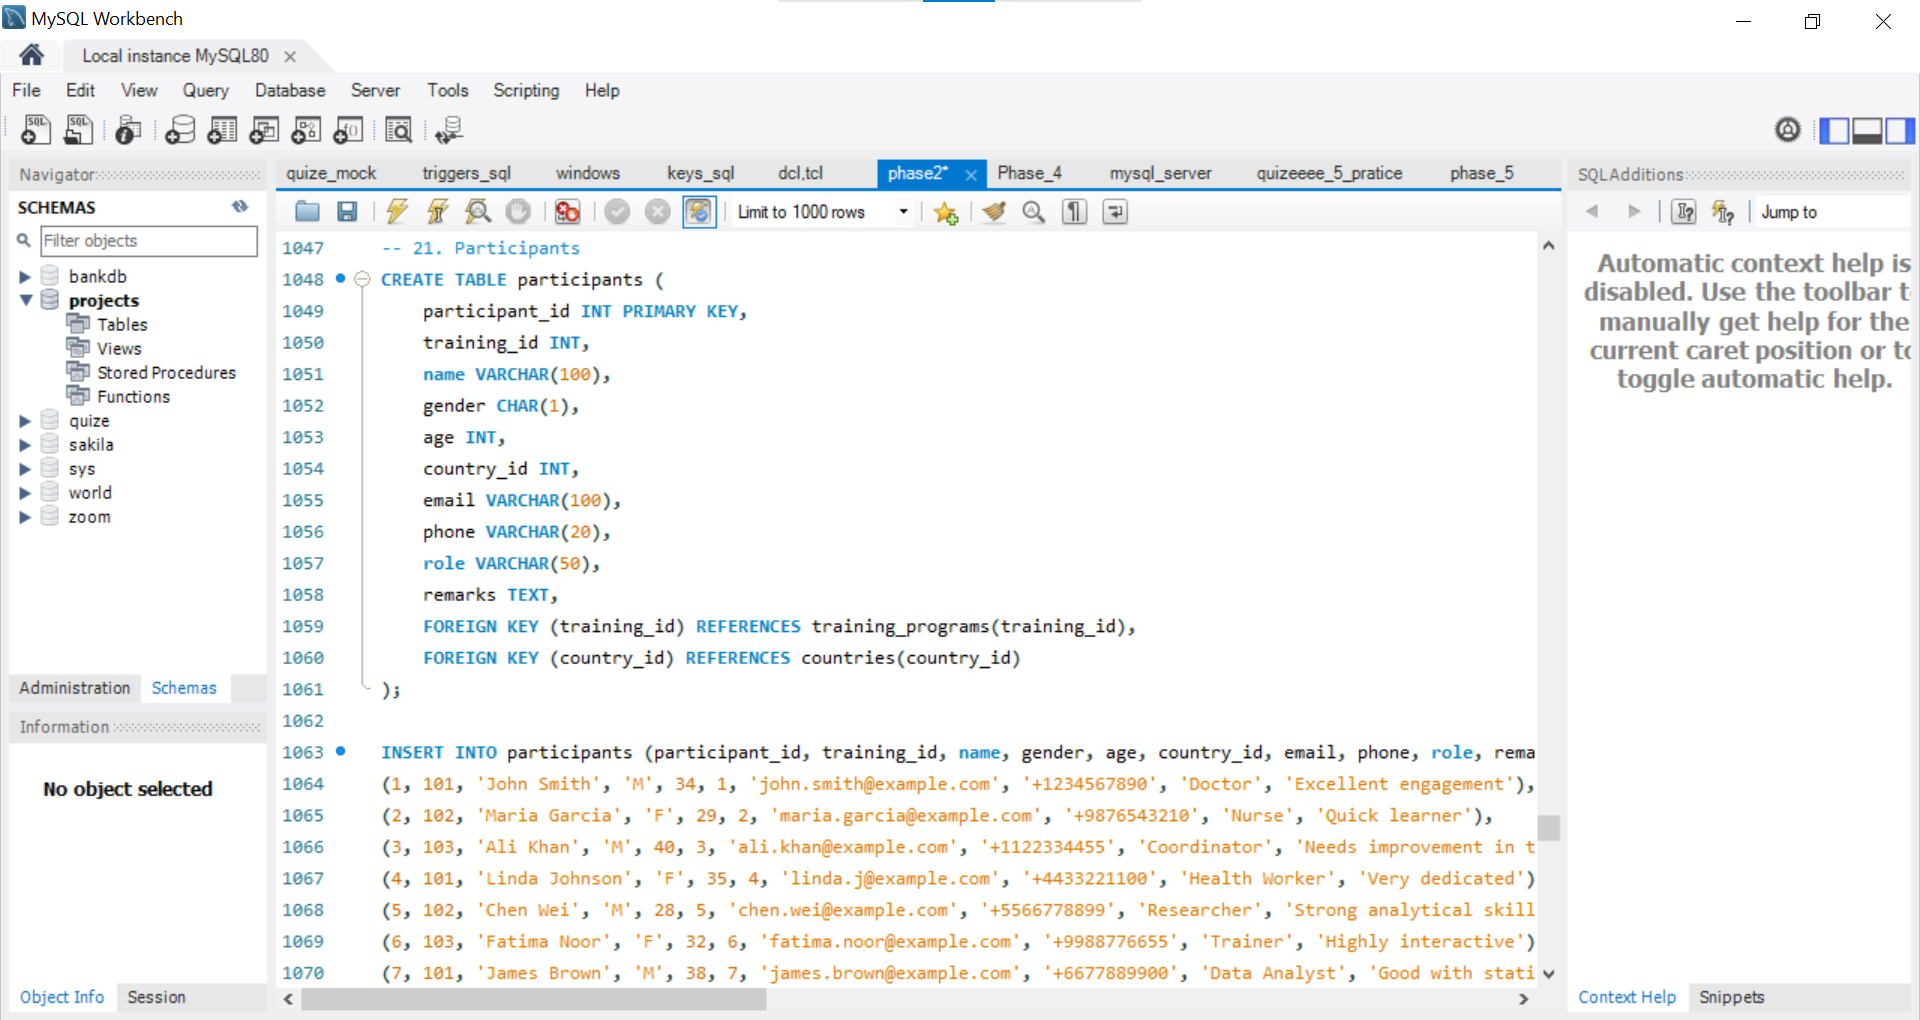 MySQL Workbench
Local instance MySQL80
File Edit View Query Database Server Tools Scripting Help
Navigator
SCHEMAS
Filter objects
bankdb
projects
Tables
Views
Stored Procedures
Functions
quize
sakila
sys
world
zoom
Administration Schemas
Information
No object selected
Object Info Session
quize_mock triggers_sql windows keys_sql dcl,tcl phase2* Phase_4 mysql_server quizeeee_5_pratice phase_5
Limit to 1000 rows
1047 -- 21. Participants
1048 CREATE TABLE participants (
1049 participant_id INT PRIMARY KEY,
1050 training_id INT,
1051 name VARCHAR(100),
1052 gender CHAR(1),
1053 age INT,
1054 country_id INT,
1055 email VARCHAR(100),
1056 phone VARCHAR(20),
1057 role VARCHAR(50),
1058 remarks TEXT,
1059 FOREIGN KEY (training_id) REFERENCES training_programs(training_id),
1060 FOREIGN KEY (country_id) REFERENCES countries(country_id)
1061 );
1062
1063 INSERT INTO participants (participant_id, training_id, name, gender, age, country_id, email, phone, role, rema
1064 (1, 101, 'John Smith', 'M', 34, 1, 'john.smith@example.com', '+1234567890', 'Doctor', 'Excellent engagement'),
1065 (2, 102, 'Maria Garcia', 'F', 29, 2, 'maria.garcia@example.com', '+9876543210', 'Nurse', 'Quick learner'),
1066 (3, 103, 'Ali Khan', 'M', 40, 3, 'ali.khan@example.com', '+1122334455', 'Coordinator', 'Needs improvement in t
1067 (4, 101, 'Linda Johnson', 'F', 35, 4, 'linda.j@example.com', '+4433221100', 'Health Worker', 'Very dedicated')
1068 (5, 102, 'Chen Wei', 'M', 28, 5, 'chen.wei@example.com', '+5566778899', 'Researcher', 'Strong analytical skill
1069 (6, 103, 'Fatima Noor', 'F', 32, 6, 'fatima.noor@example.com', '+9988776655', 'Trainer', 'Highly interactive')
1070 (7, 101, 'James Brown', 'M', 38, 7, 'james.brown@example.com', '+6677889900', 'Data Analyst', 'Good with stati
SQLAdditions
Jump to
Automatic context help is
disabled. Use the toolbar t
manually get help for the
current caret position or to
toggle automatic help.
Context Help Snippets